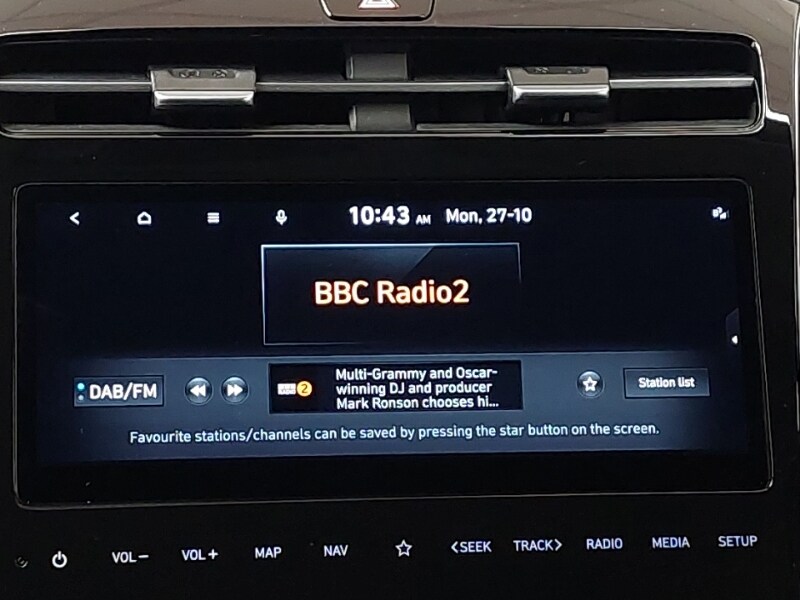 10:43 AM Mon, 27-10
BBC Radio2
DAB/FM
2
Multi-Grammy and Oscar-
winning DJ and producer
Mark Ronson chooses hi...
Station list
Favourite stations/channels can be saved by pressing the star button on the screen.
VOL− VOL+ MAP NAV <SEEK TRACK> RADIO MEDIA SETUP